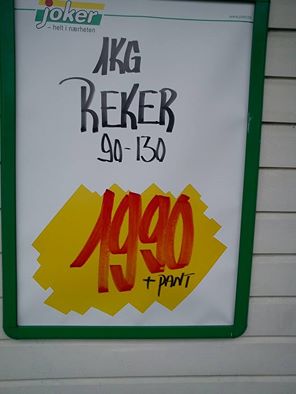 joker
– helt i nærheten
1KG
REKER
90-130
1990
+ PANT